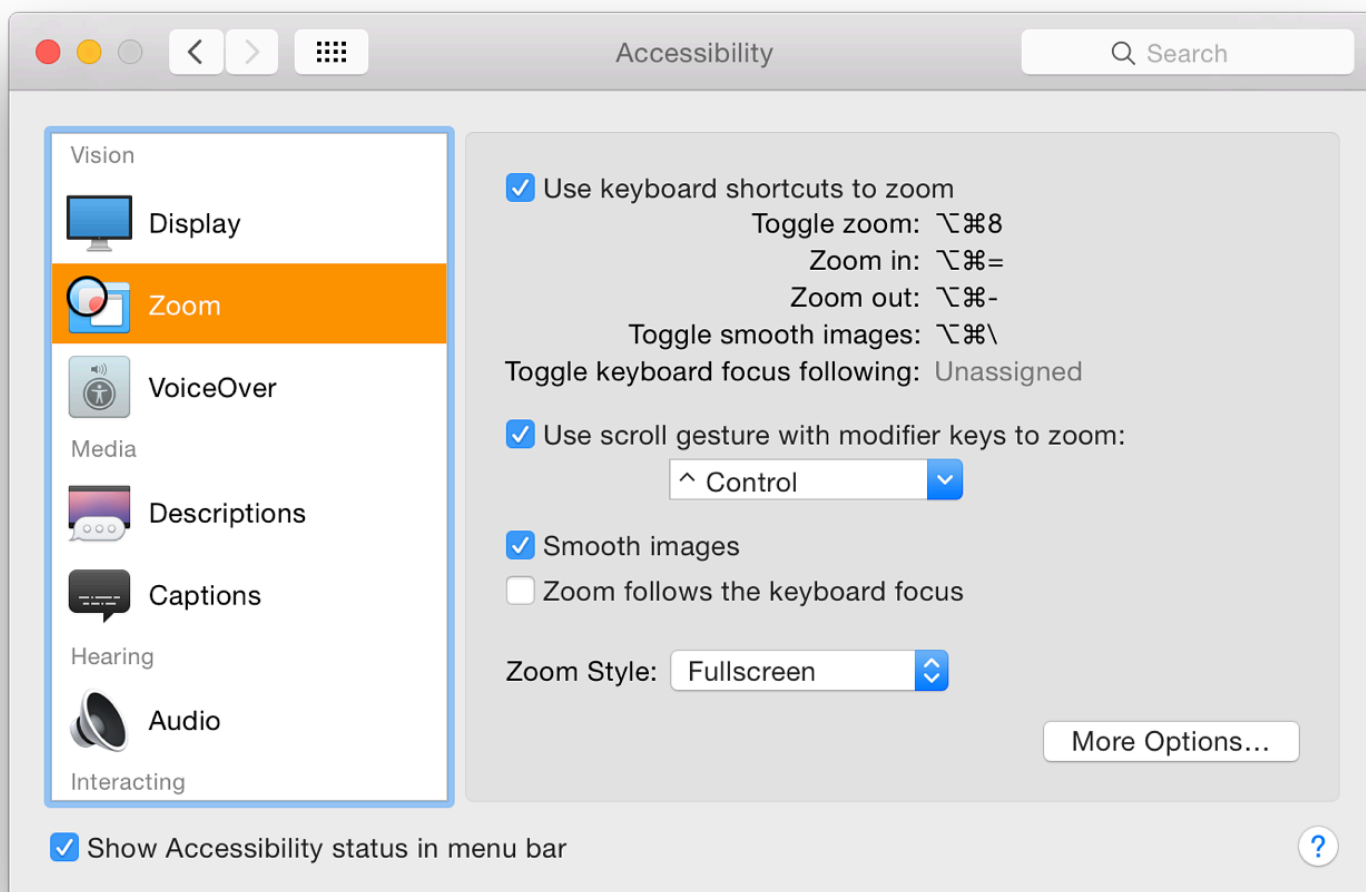 Accessibility
Search
Vision
Display
Zoom
VoiceOver
Media
Descriptions
Captions
Hearing
Audio
Interacting
Use keyboard shortcuts to zoom
Toggle zoom: ⌥⌘8
Zoom in: ⌥⌘=
Zoom out: ⌥⌘-
Toggle smooth images: ⌥⌘\
Toggle keyboard focus following: Unassigned
Use scroll gesture with modifier keys to zoom:
^ Control
Smooth images
Zoom follows the keyboard focus
Zoom Style: Fullscreen
More Options...
Show Accessibility status in menu bar
?